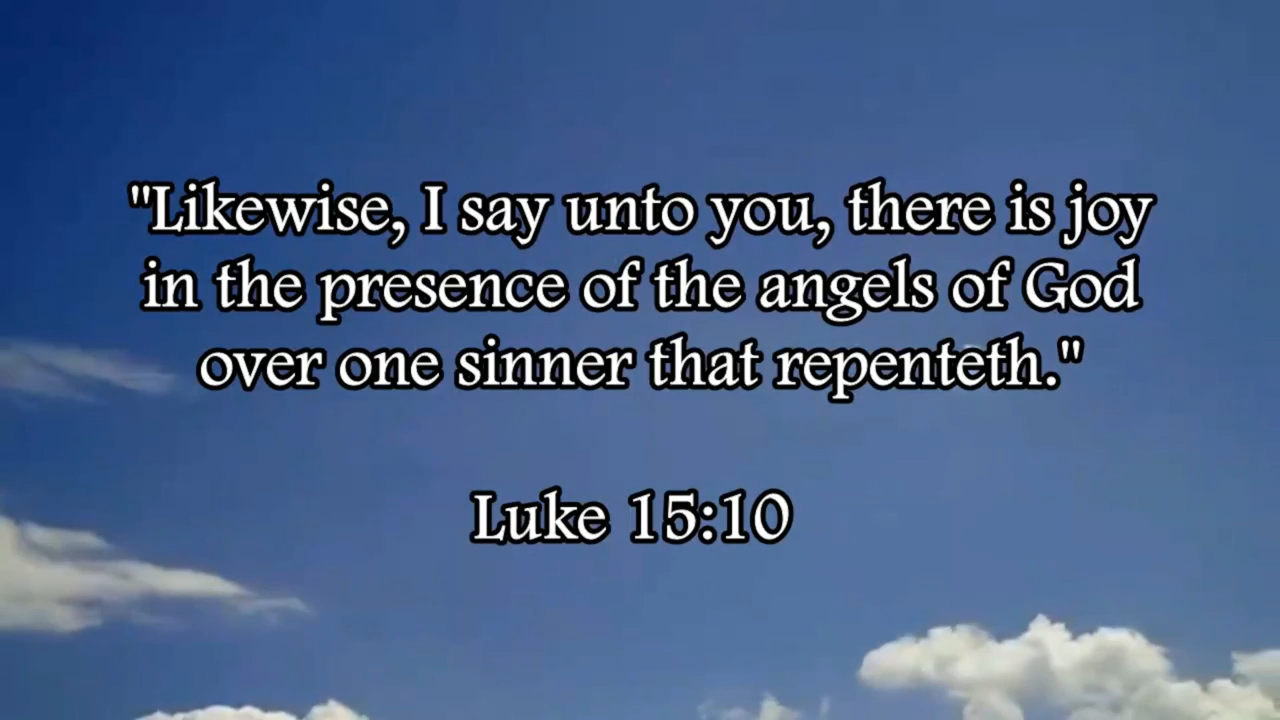 "Likewise, I say unto you, there is joy
in the presence of the angels of God
over one sinner that repenteth."
Luke 15:10